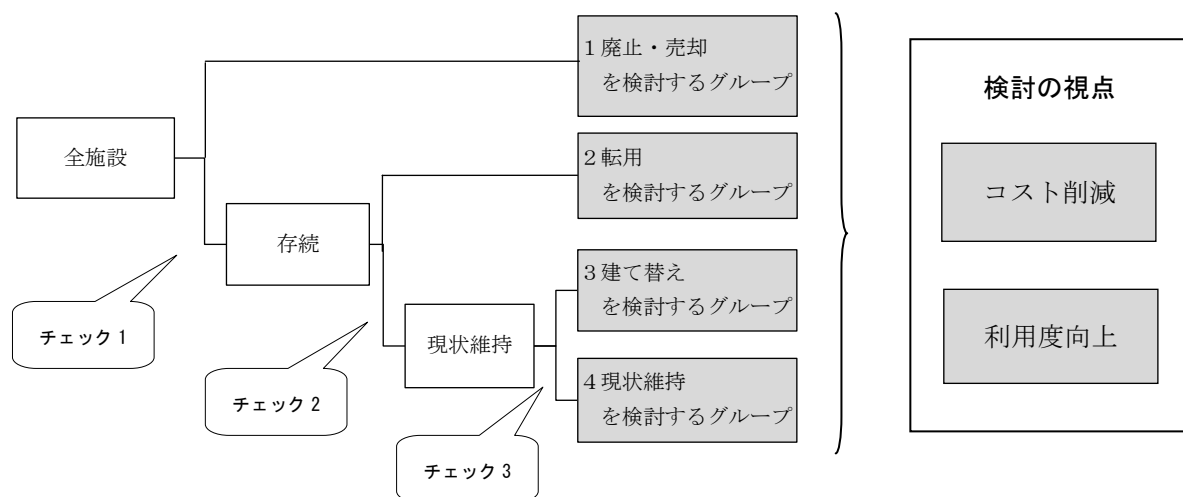 １廃止・売却
を検討するグループ
全施設
２転用
を検討するグループ
存続
３建て替え
を検討するグループ
現状維持
４現状維持
を検討するグループ
チェック 1
チェック 2
チェック 3
検討の視点
コスト削減
利用度向上